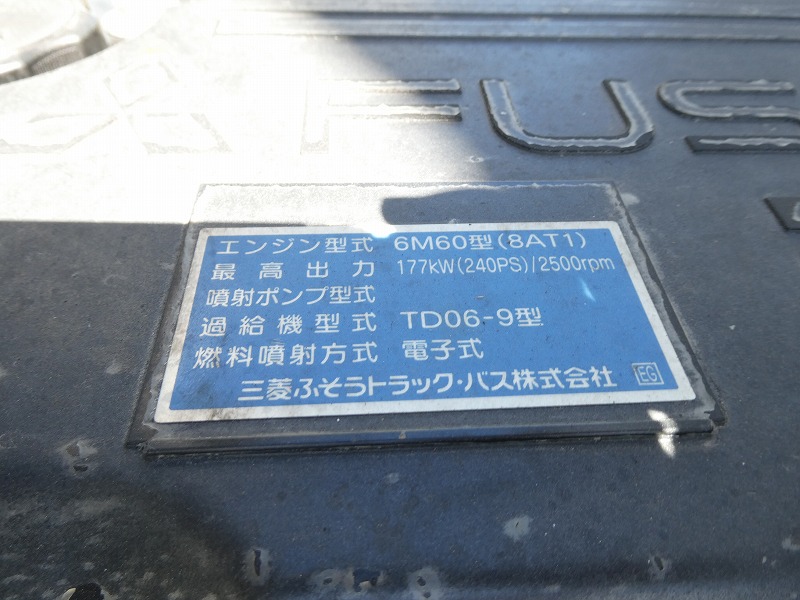 FUS
エンジン型式 6M60型(8AT1)
最高出力 177kW(240PS)/2500rpm
噴射ポンプ型式
過給機型式 TD06-9型
燃料噴射方式 電子式
三菱ふそうトラック・バス株式会社 EG